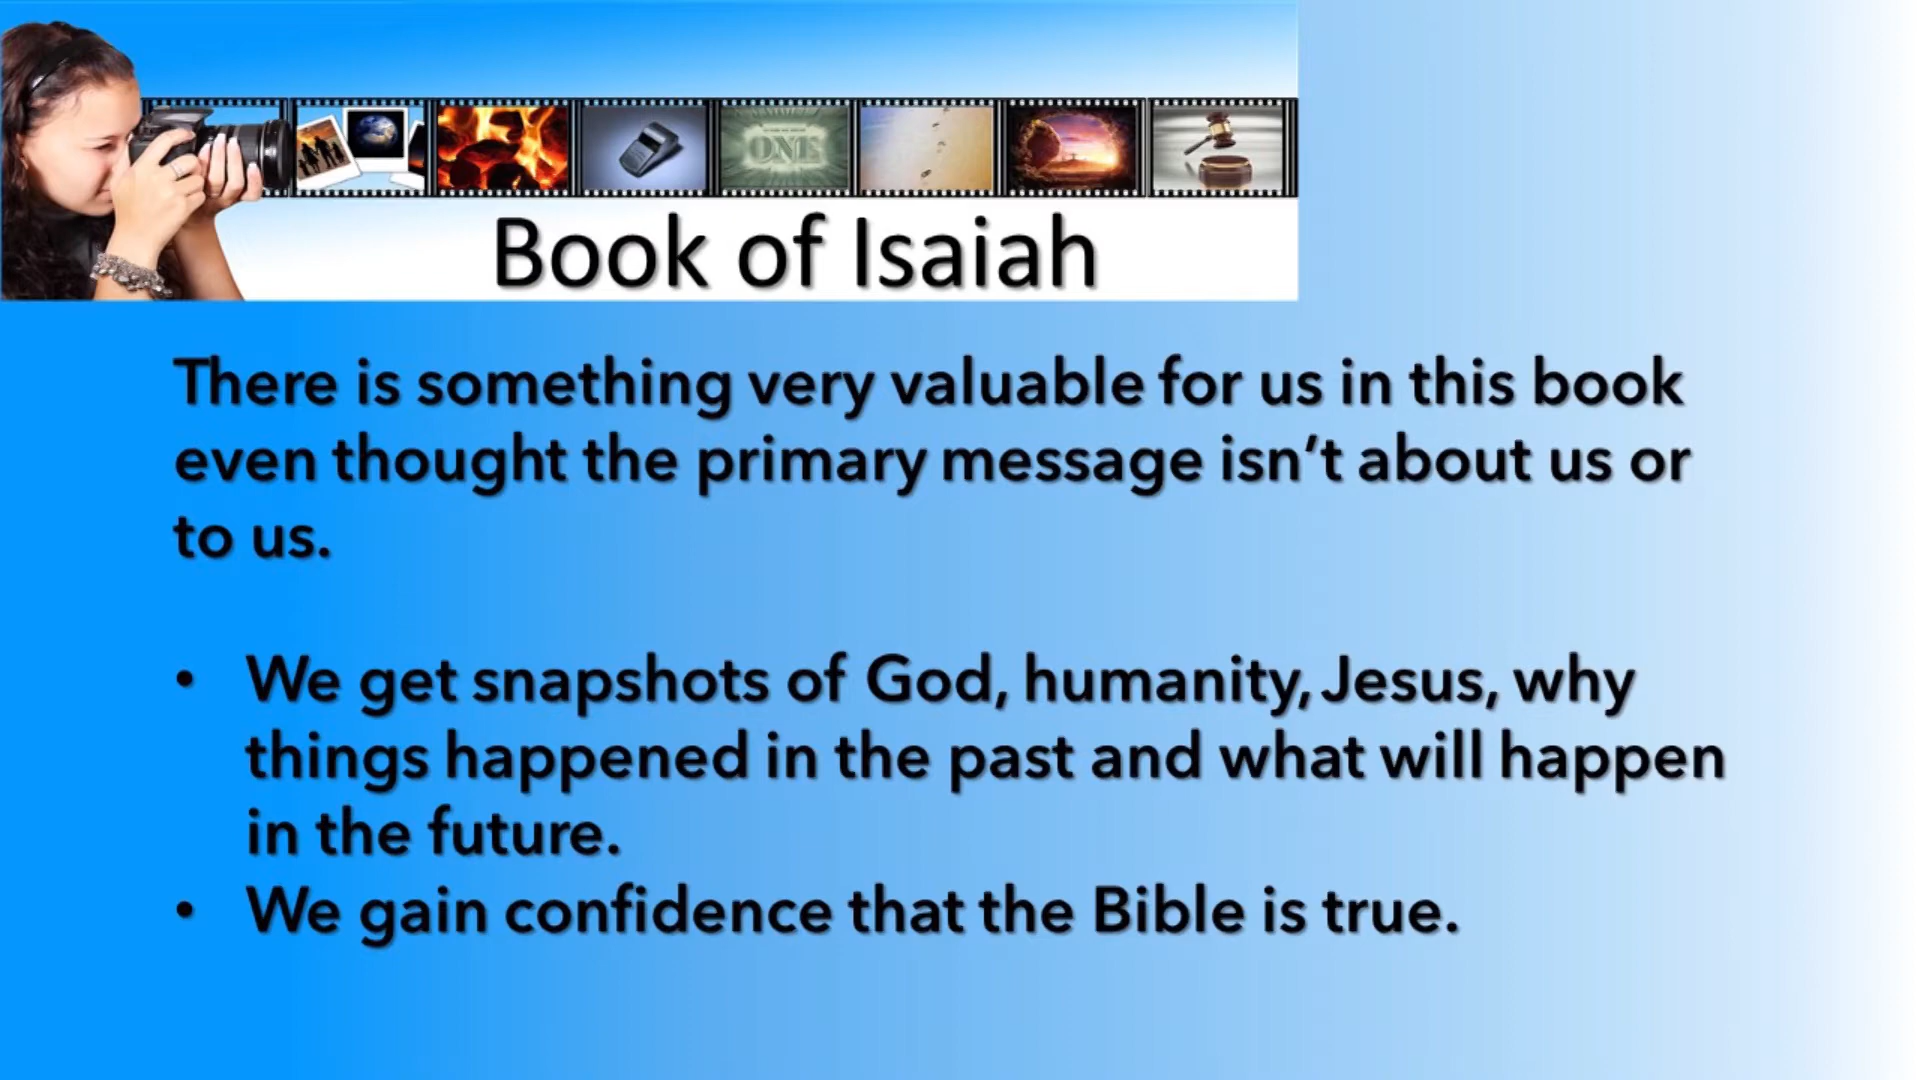 ONE
Book of Isaiah
There is something very valuable for us in this book
even thought the primary message isn’t about us or
to us.
• We get snapshots of God, humanity, Jesus, why
things happened in the past and what will happen
in the future.
• We gain confidence that the Bible is true.